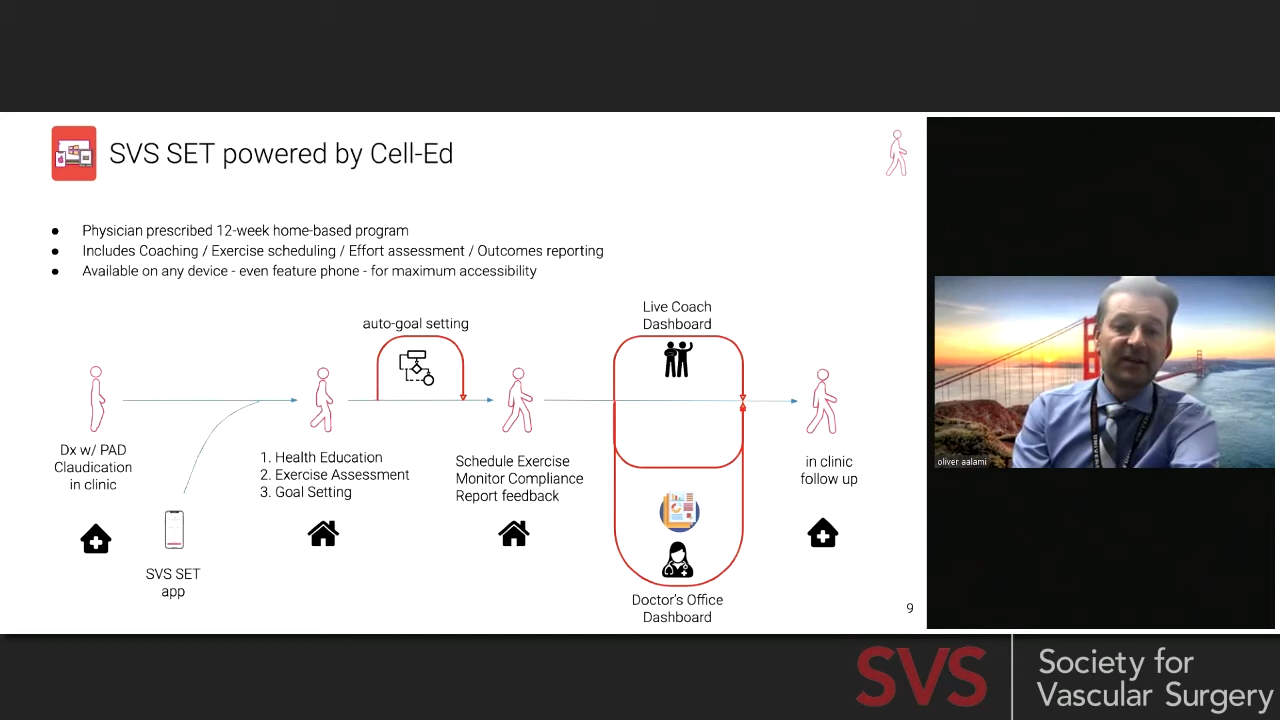 SVS SET powered by Cell-Ed
● Physician prescribed 12-week home-based program
● Includes Coaching / Exercise scheduling / Effort assessment / Outcomes reporting
● Available on any device - even feature phone - for maximum accessibility
auto-goal setting
Live Coach
Dashboard
Dx w/ PAD
Claudication
in clinic
1. Health Education
2. Exercise Assessment
3. Goal Setting
Schedule Exercise
Monitor Compliance
Report feedback
in clinic
follow up
SVS SET
app
Doctor's Office
Dashboard
9
oliver aalami
SVS
Society for
Vascular Surgery